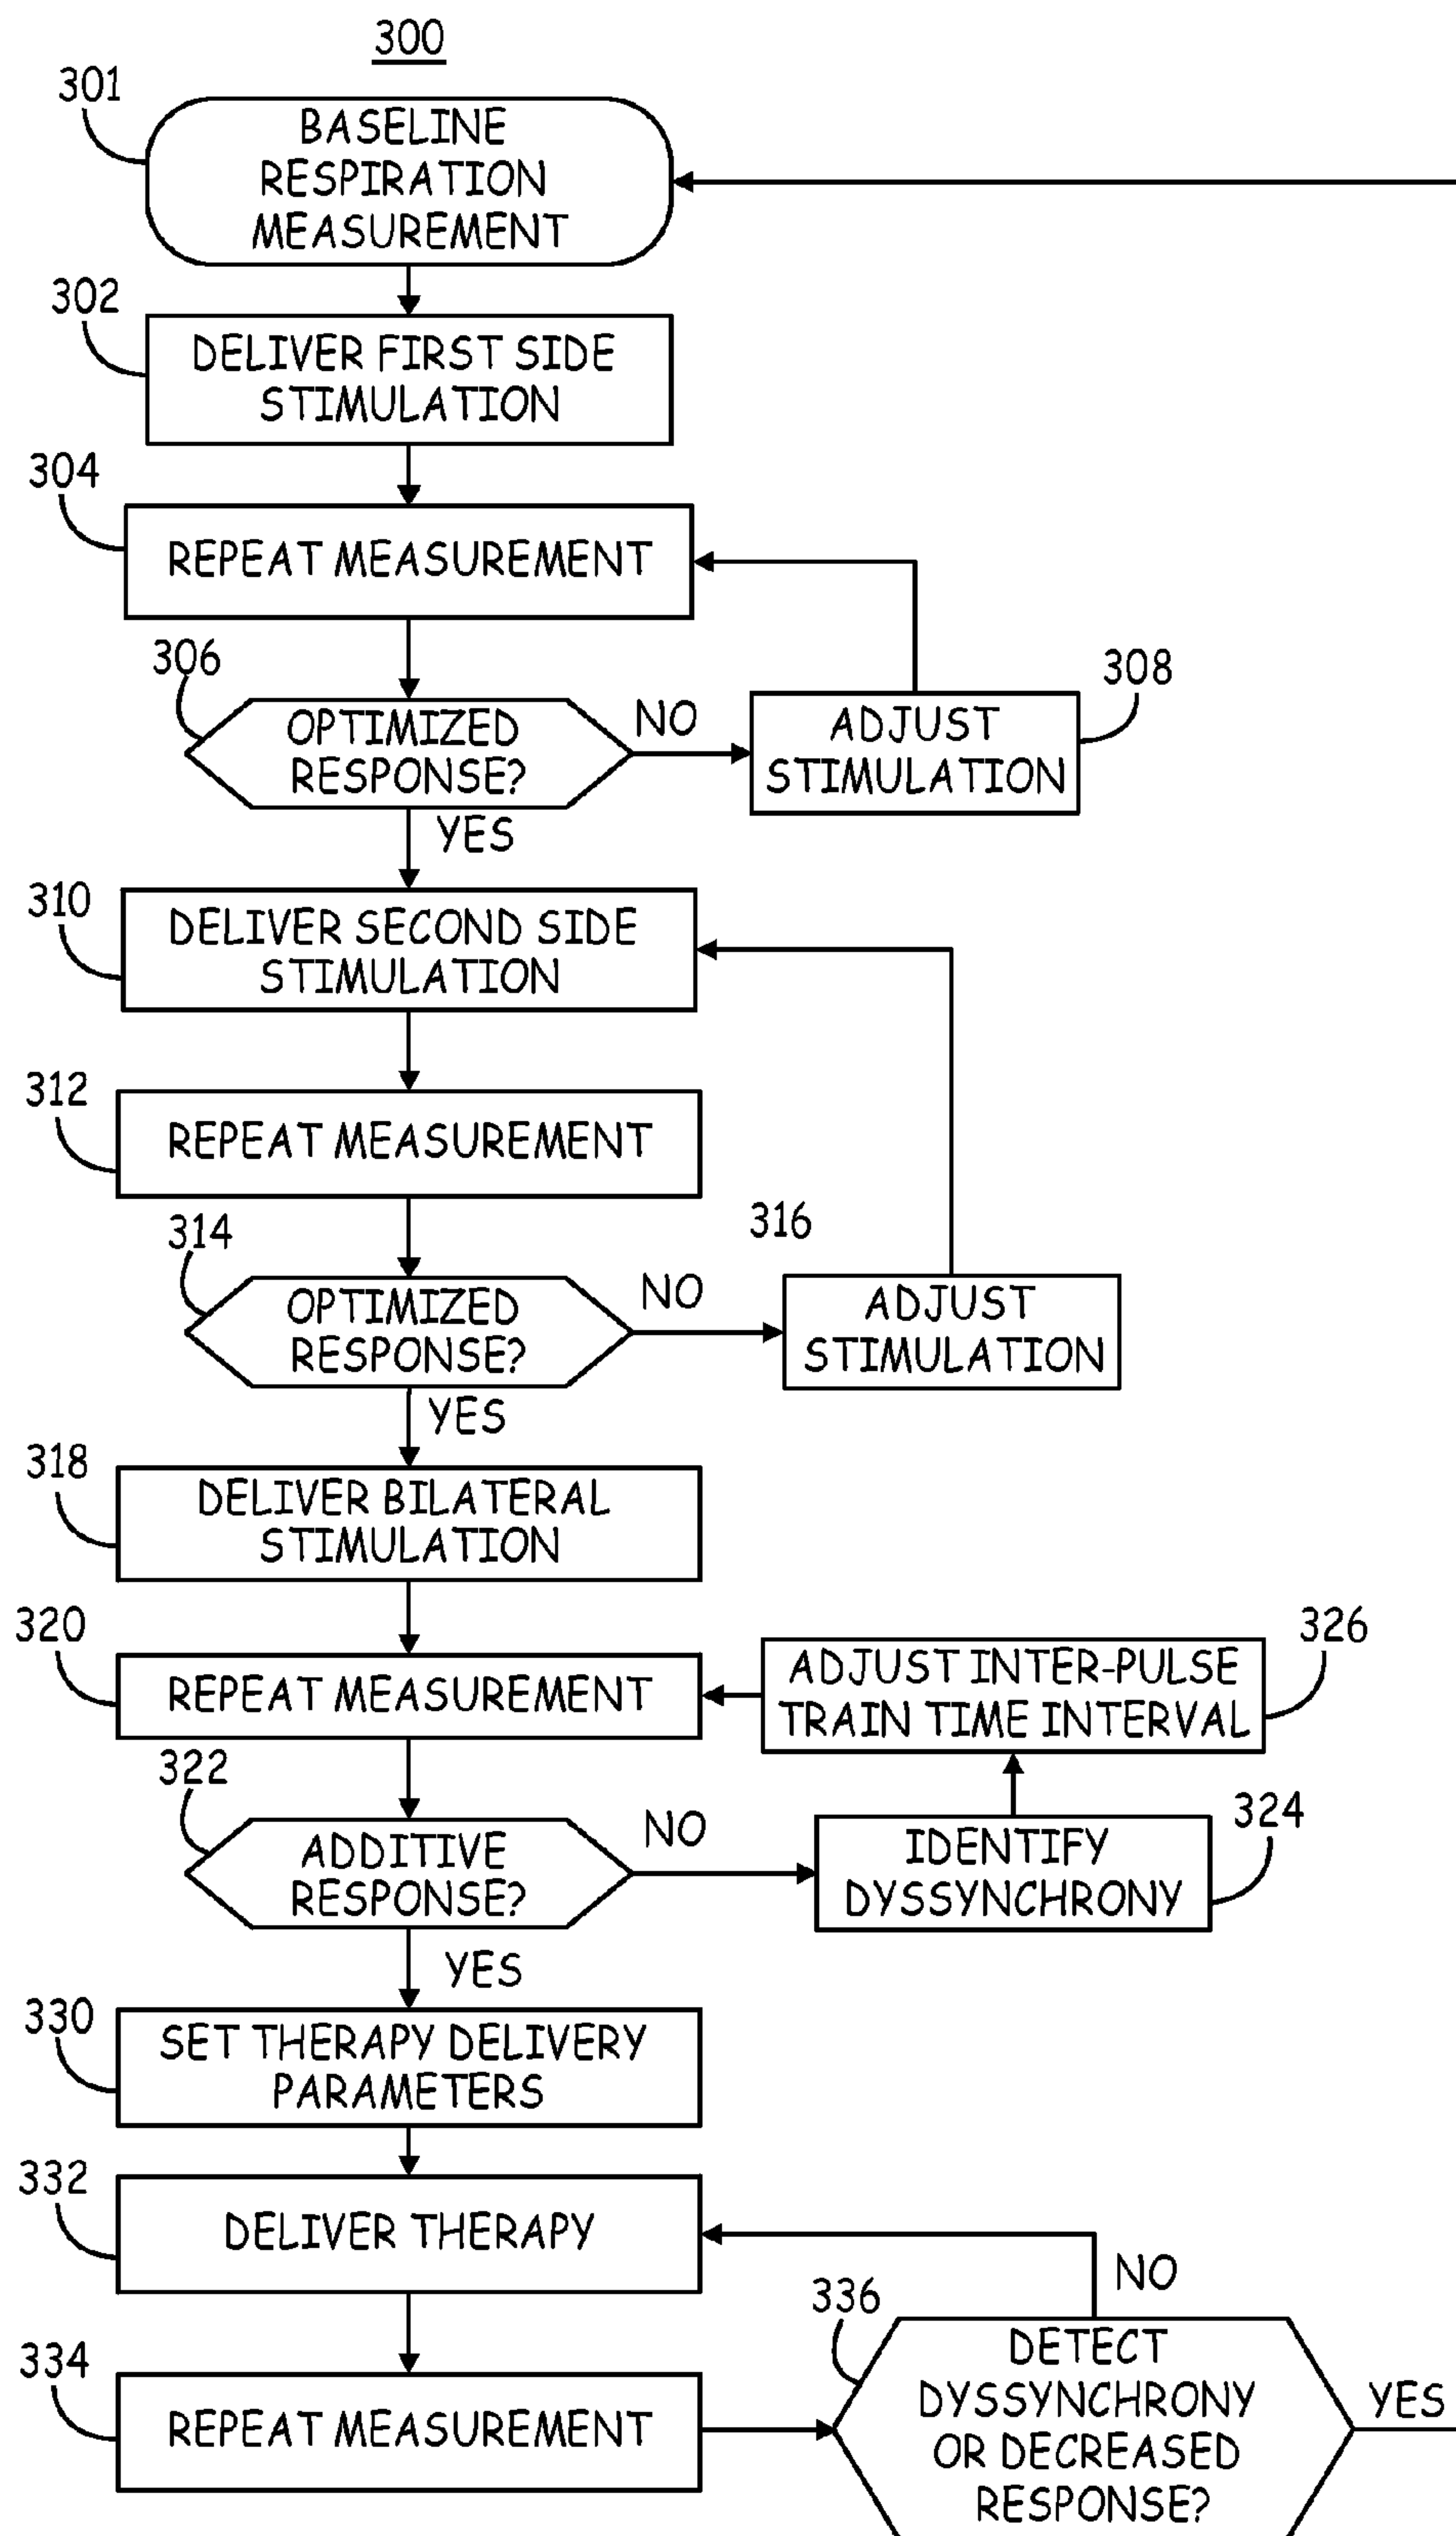 300
301
BASELINE
RESPIRATION
MEASUREMENT
302
DELIVER FIRST SIDE
STIMULATION
304
REPEAT MEASUREMENT
306
OPTIMIZED
RESPONSE?
NO
308
ADJUST
STIMULATION
YES
310
DELIVER SECOND SIDE
STIMULATION
312
REPEAT MEASUREMENT
314
OPTIMIZED
RESPONSE?
NO
316
ADJUST
STIMULATION
YES
318
DELIVER BILATERAL
STIMULATION
320
REPEAT MEASUREMENT
326
ADJUST INTER-PULSE
TRAIN TIME INTERVAL
322
ADDITIVE
RESPONSE?
NO
324
IDENTIFY
DYSSYNCHRONY
YES
330
SET THERAPY DELIVERY
PARAMETERS
332
DELIVER THERAPY
NO
334
REPEAT MEASUREMENT
336
DETECT
DYSSYNCHRONY
OR DECREASED
RESPONSE?
YES